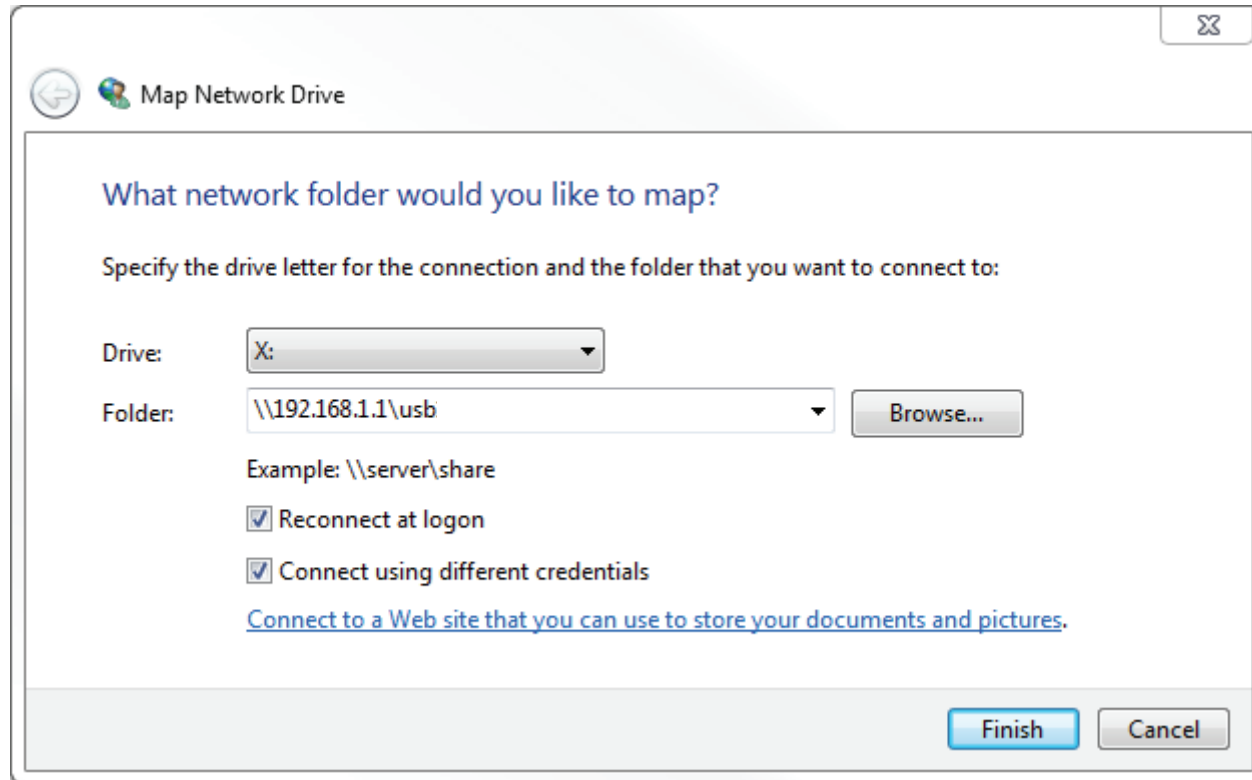 Map Network Drive
What network folder would you like to map?
Specify the drive letter for the connection and the folder that you want to connect to:
Drive: X:
Folder: \\192.168.1.1\usb Browse...
Example: \\server\share
Reconnect at logon
Connect using different credentials
Connect to a Web site that you can use to store your documents and pictures.
Finish Cancel